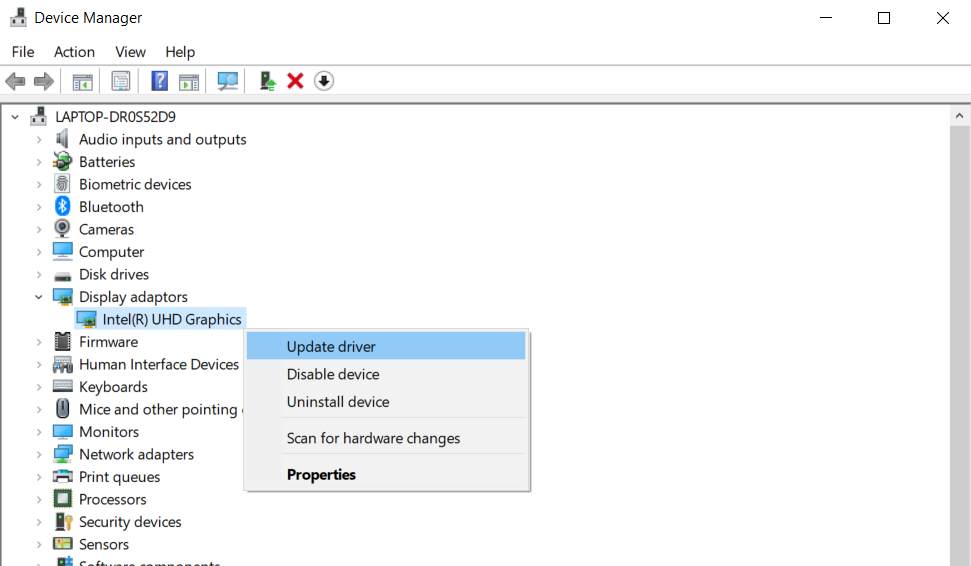 Device Manager
File Action View Help
LAPTOP-DR0S52D9
Audio inputs and outputs
Batteries
Biometric devices
Bluetooth
Cameras
Computer
Disk drives
Display adaptors
Intel(R) UHD Graphics
Firmware
Update driver
Human Interface Devices
Disable device
Keyboards
Uninstall device
Mice and other pointing
Monitors
Scan for hardware changes
Network adapters
Print queues
Properties
Processors
Security devices
Sensors
Software components